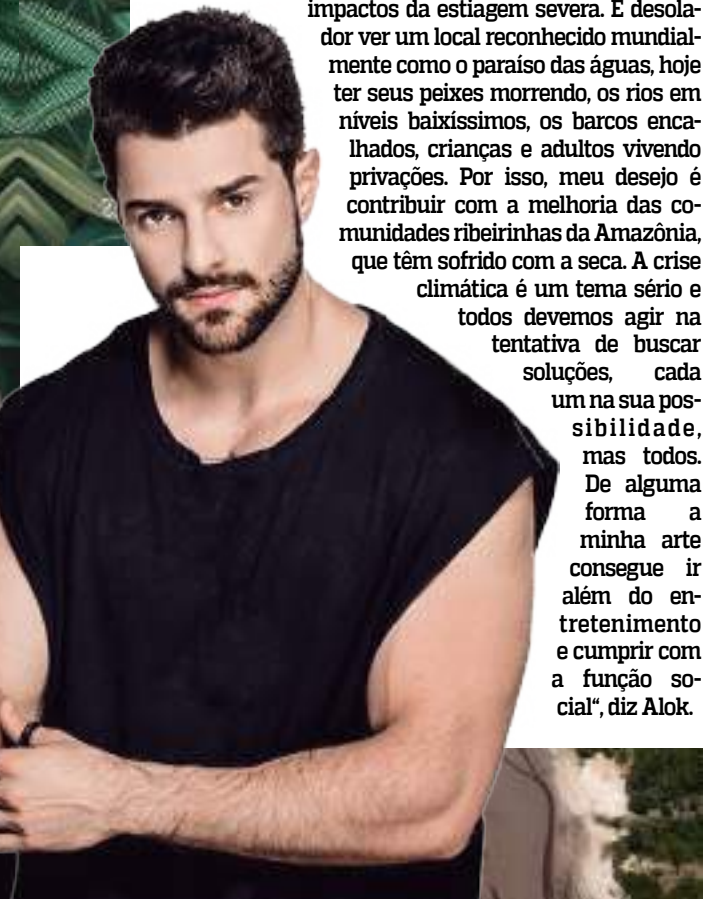 impactos da estiagem severa. É desola-
dor ver um local reconhecido mundial-
mente como o paraíso das águas, hoje
ter seus peixes morrendo, os rios em
níveis baixíssimos, os barcos enca-
lhados, crianças e adultos vivendo
privações. Por isso, meu desejo é
contribuir com a melhoria das co-
munidades ribeirinhas da Amazônia,
que têm sofrido com a seca. A crise
climática é um tema sério e
todos devemos agir na
tentativa de buscar
soluções, cada
um na sua pos-
sibilidade,
mas todos.
De alguma
forma a
minha arte
consegue ir
além do en-
tretenimento
e cumprir com
a função so-
cial“, diz Alok.